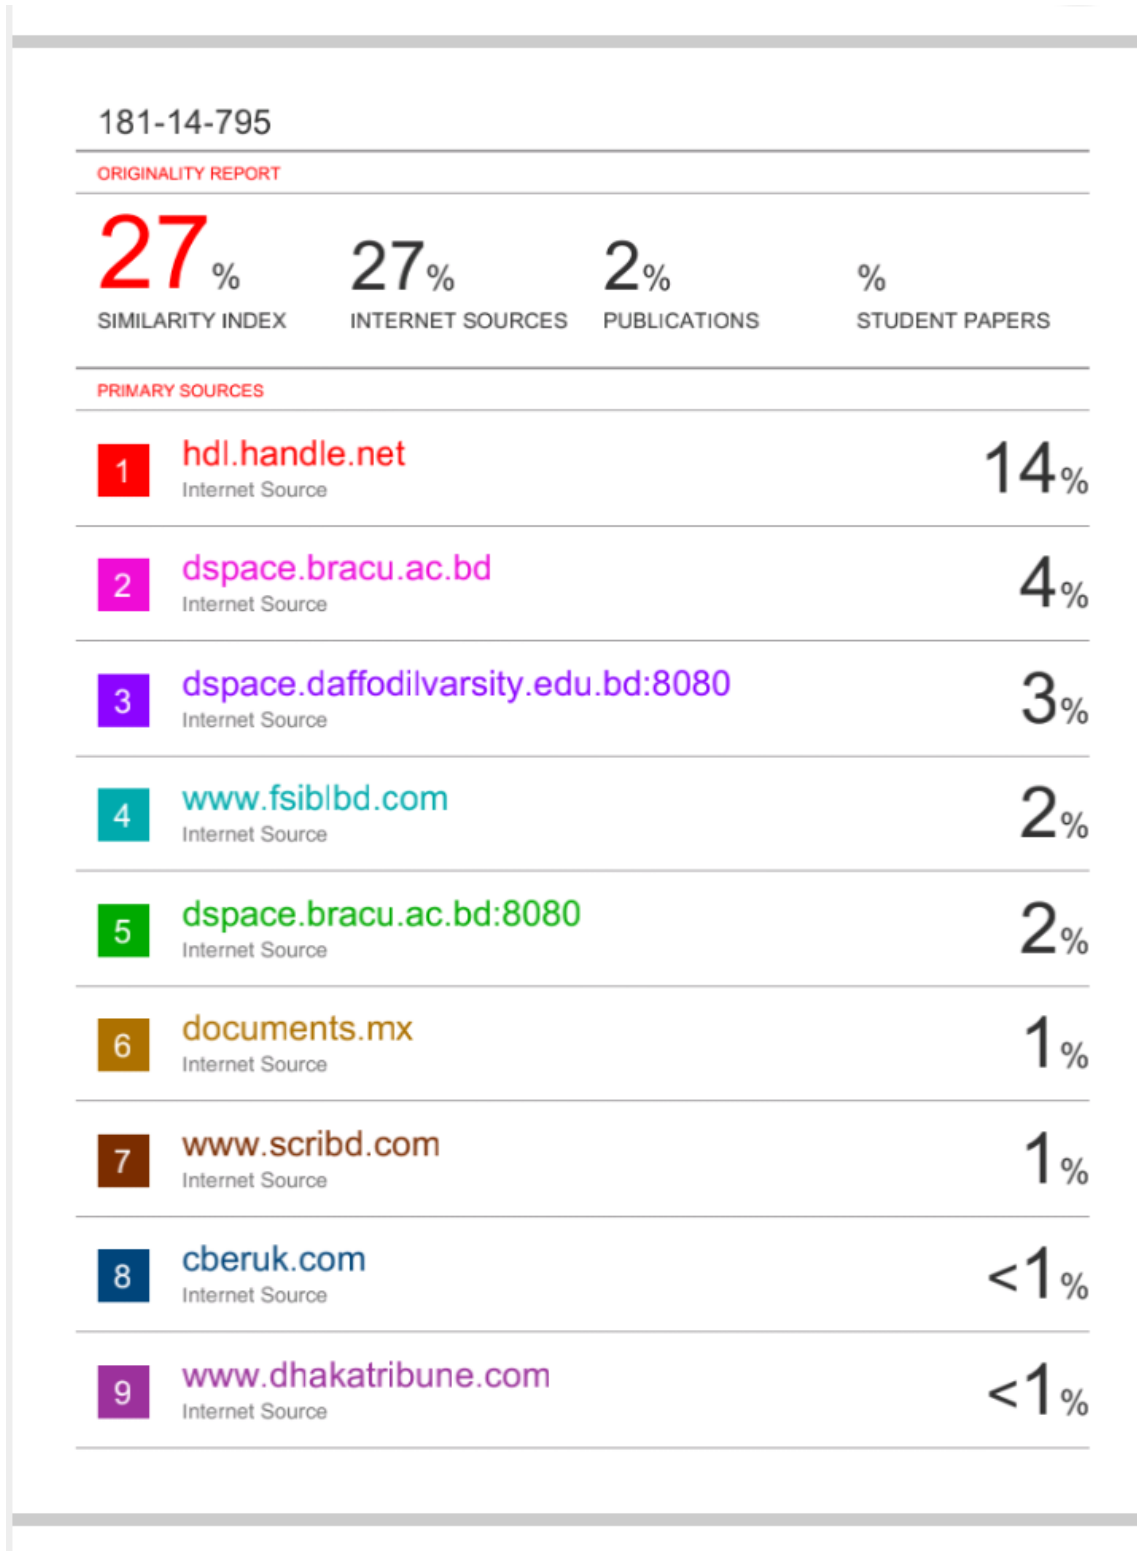 181-14-795
ORIGINALITY REPORT
27% 27% 2% %
SIMILARITY INDEX INTERNET SOURCES PUBLICATIONS STUDENT PAPERS
PRIMARY SOURCES
1 hdl.handle.net 14%
Internet Source
2 dspace.bracu.ac.bd 4%
Internet Source
3 dspace.daffodilvarsity.edu.bd:8080 3%
Internet Source
4 www.fsiblbd.com 2%
Internet Source
5 dspace.bracu.ac.bd:8080 2%
Internet Source
6 documents.mx 1%
Internet Source
7 www.scribd.com 1%
Internet Source
8 cberuk.com <1%
Internet Source
9 www.dhakatribune.com <1%
Internet Source